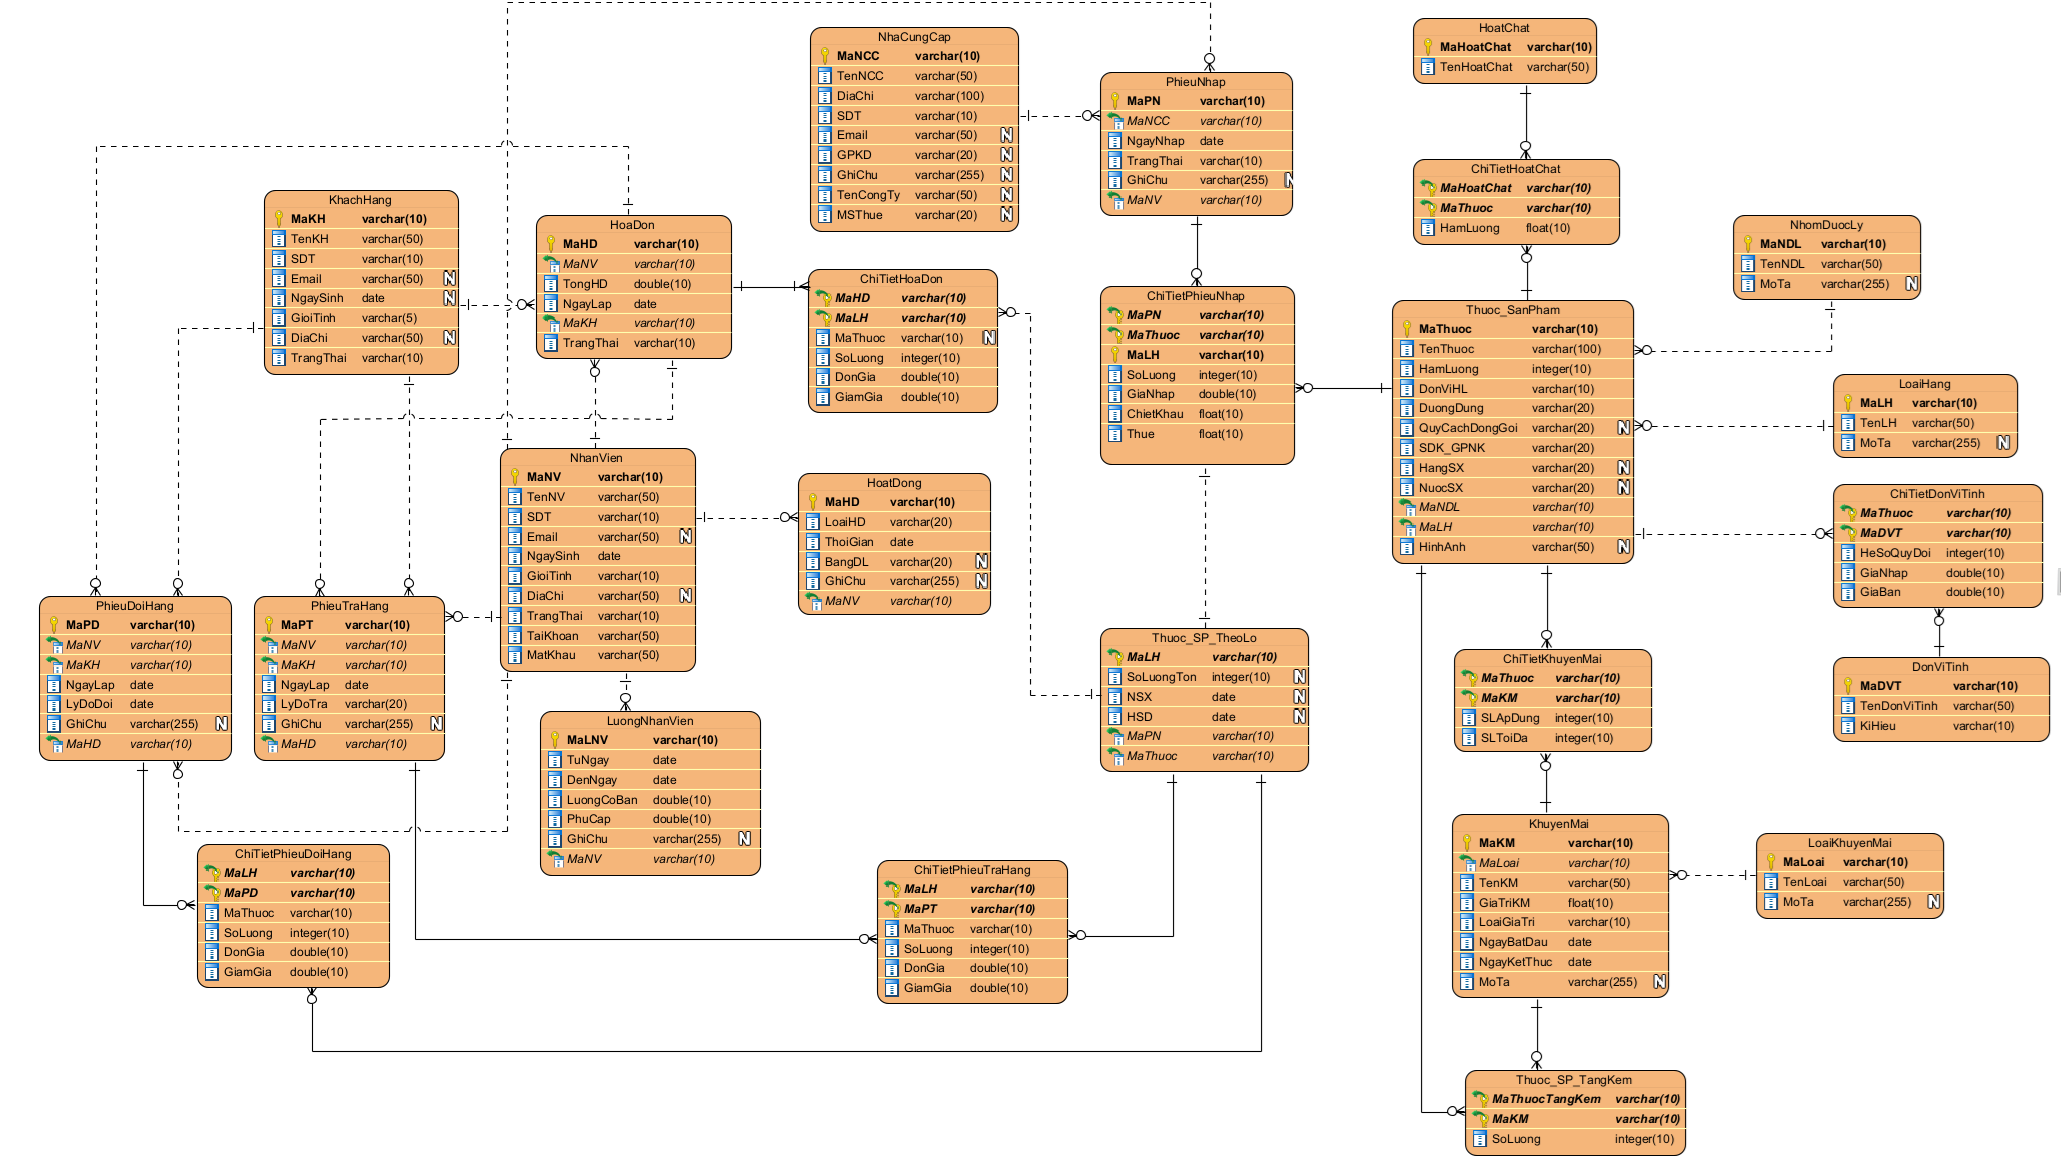 NhaCungCap
MaNCC varchar(10)
TenNCC varchar(50)
DiaChi varchar(100)
SDT varchar(10)
Email varchar(50) N
GPKD varchar(20) N
GhiChu varchar(255) N
TenCongTy varchar(50) N
MSThue varchar(20) N
PhieuNhap
MaPN varchar(10)
MaNCC varchar(10)
NgayNhap date
TrangThai varchar(10)
GhiChu varchar(255) N
MaNV varchar(10)
HoatChat
MaHoatChat varchar(10)
TenHoatChat varchar(50)
ChiTietHoatChat
MaHoatChat varchar(10)
MaThuoc varchar(10)
HamLuong float(10)
NhomDuocLy
MaNDL varchar(10)
TenNDL varchar(50)
MoTa varchar(255) N
KhachHang
MaKH varchar(10)
TenKH varchar(50)
SDT varchar(10)
Email varchar(50) N
NgaySinh date N
GioiTinh varchar(5)
DiaChi varchar(50) N
TrangThai varchar(10)
HoaDon
MaHD varchar(10)
MaNV varchar(10)
TongHD double(10)
NgayLap date
MaKH varchar(10)
TrangThai varchar(10)
ChiTietHoaDon
MaHD varchar(10)
MaLH varchar(10)
MaThuoc varchar(10) N
SoLuong integer(10)
DonGia double(10)
GiamGia double(10)
ChiTietPhieuNhap
MaPN varchar(10)
MaThuoc varchar(10)
MaLH varchar(10)
SoLuong integer(10)
GiaNhap double(10)
ChietKhau float(10)
Thue float(10)
Thuoc_SanPham
MaThuoc varchar(10)
TenThuoc varchar(100)
HamLuong integer(10)
DonViHL varchar(10)
DuongDung varchar(20)
QuyCachDongGoi varchar(20) N
SDK_GPNK varchar(20)
HangSX varchar(20) N
NuocSX varchar(20) N
MaNDL varchar(10)
MaLH varchar(10)
HinhAnh varchar(50) N
LoaiHang
MaLH varchar(10)
TenLH varchar(50)
MoTa varchar(255) N
ChiTietDonViTinh
MaThuoc varchar(10)
MaDVT varchar(10)
HeSoQuyDoi integer(10)
GiaNhap double(10)
GiaBan double(10)
DonViTinh
MaDVT varchar(10)
TenDonViTinh varchar(50)
KiHieu varchar(10)
NhanVien
MaNV varchar(10)
TenNV varchar(50)
SDT varchar(10)
Email varchar(50) N
NgaySinh date
GioiTinh varchar(10)
DiaChi varchar(50) N
TrangThai varchar(10)
TaiKhoan varchar(50)
MatKhau varchar(50)
HoatDong
MaHD varchar(10)
LoaiHD varchar(20)
ThoiGian date
BangDL varchar(20) N
GhiChu varchar(255) N
MaNV varchar(10)
PhieuDoiHang
MaPD varchar(10)
MaNV varchar(10)
MaKH varchar(10)
NgayLap date
LyDoDoi date
GhiChu varchar(255) N
MaHD varchar(10)
PhieuTraHang
MaPT varchar(10)
MaNV varchar(10)
MaKH varchar(10)
NgayLap date
LyDoTra varchar(20)
GhiChu varchar(255) N
MaHD varchar(10)
LuongNhanVien
MaLNV varchar(10)
TuNgay date
DenNgay date
LuongCoBan double(10)
PhuCap double(10)
GhiChu varchar(255) N
MaNV varchar(10)
Thuoc_SP_TheoLo
MaLH varchar(10)
SoLuongTon integer(10) N
NSX date N
HSD date N
MaPN varchar(10)
MaThuoc varchar(10)
ChiTietKhuyenMai
MaThuoc varchar(10)
MaKM varchar(10)
SLApDung integer(10)
SLToiDa integer(10)
KhuyenMai
MaKM varchar(10)
MaLoai varchar(10)
TenKM varchar(50)
GiaTriKM float(10)
LoaiGiaTri varchar(10)
NgayBatDau date
NgayKetThuc date
MoTa varchar(255) N
LoaiKhuyenMai
MaLoai varchar(10)
TenLoai varchar(50)
MoTa varchar(255) N
ChiTietPhieuDoiHang
MaLH varchar(10)
MaPD varchar(10)
MaThuoc varchar(10)
SoLuong integer(10)
DonGia double(10)
GiamGia double(10)
ChiTietPhieuTraHang
MaLH varchar(10)
MaPT varchar(10)
MaThuoc varchar(10)
SoLuong integer(10)
DonGia double(10)
GiamGia double(10)
Thuoc_SP_TangKem
MaThuocTangKem varchar(10)
MaKM varchar(10)
SoLuong integer(10)